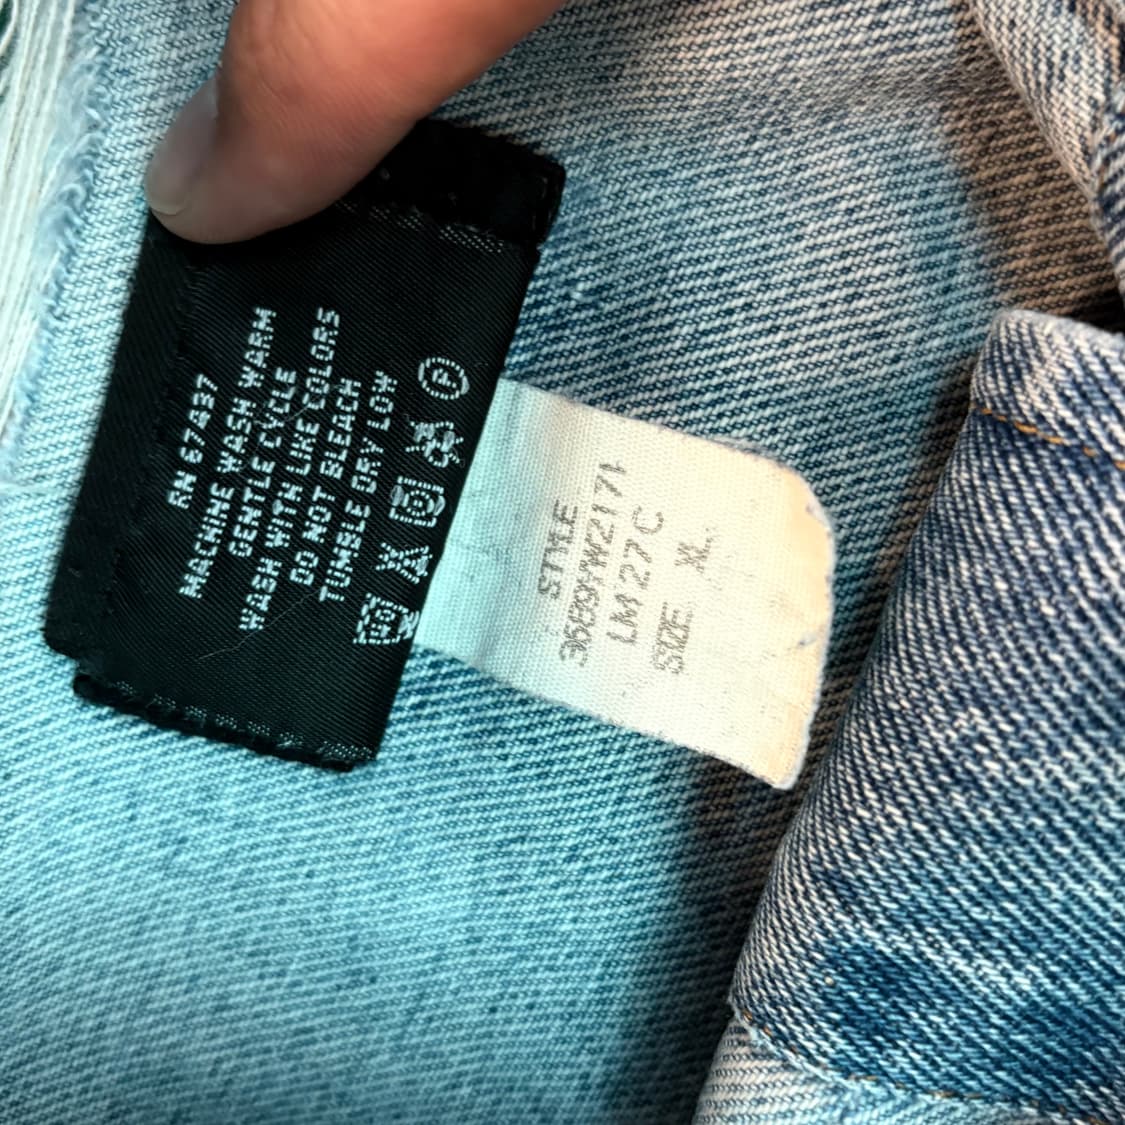 RN 67437
MACHINE WASH WARM
GENTLE CYCLE
WASH WITH LIKE COLORS
DO NOT BLEACH
TUMBLE DRY LOW
P
STYLE
LM 27 C
SIZE XL